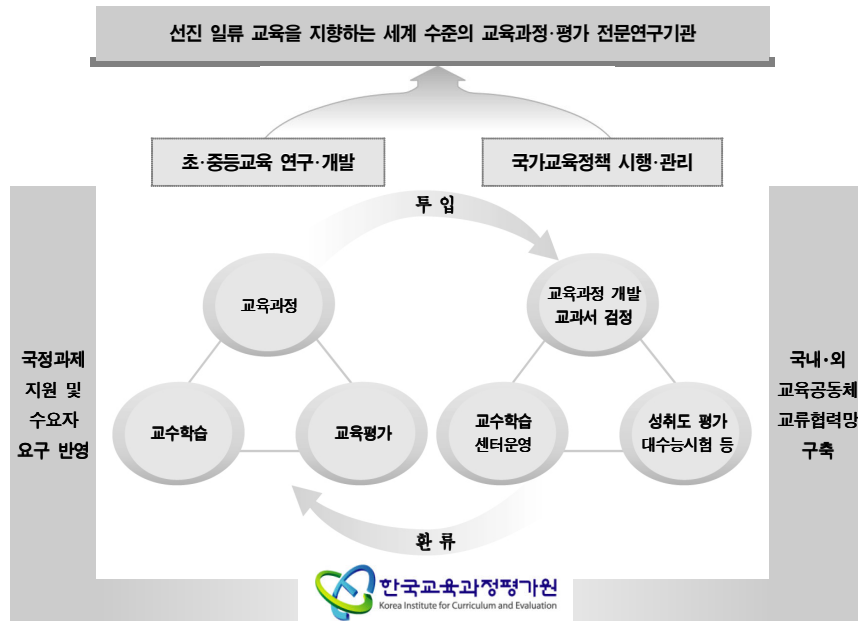 선진 일류 교육을 지향하는 세계 수준의 교육과정·평가 전문연구기관
초·중등교육 연구·개발
국가교육정책 시행·관리
투 입
교육과정
교육과정 개발
교과서 검정
국정과제
지원 및
수요자
요구 반영
국내·외
교육공동체
교류협력망
구축
교수학습
교육평가
교수학습
센터운영
성취도 평가
대수능시험 등
환 류
한국교육과정평가원
Korea Institute for Curriculum and Evaluation